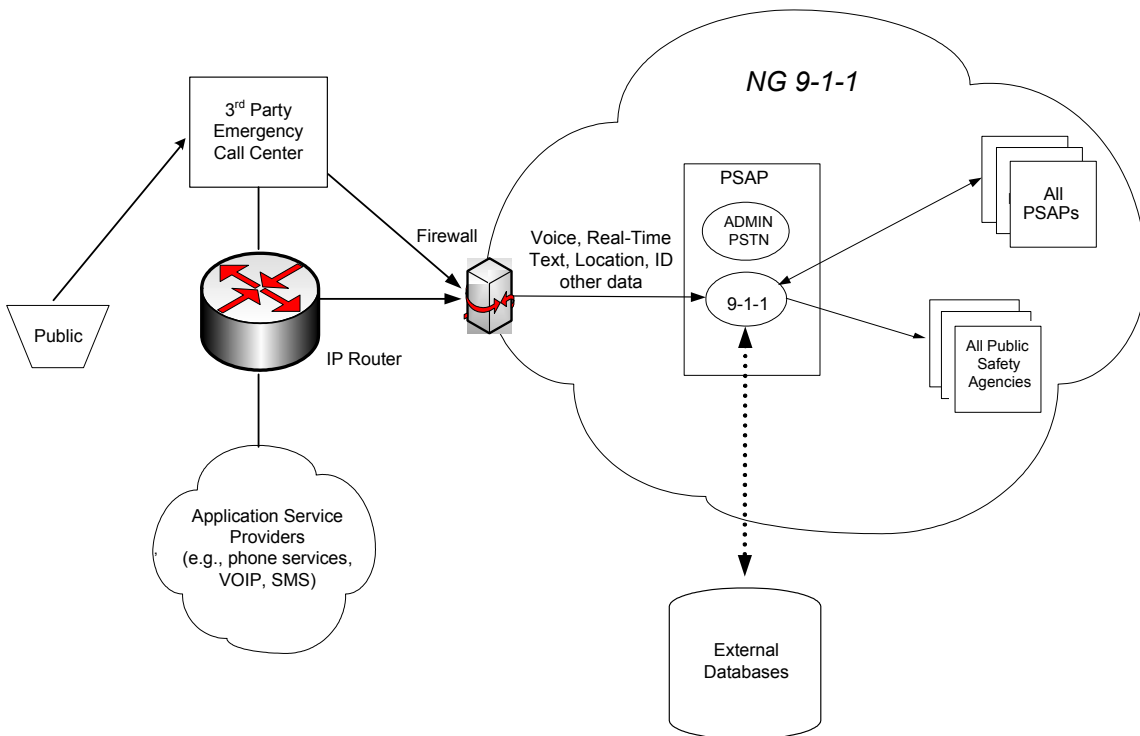 NG 9-1-1
3rd Party
Emergency
Call Center
Firewall
Public
IP Router
Application Service
Providers
(e.g., phone services,
VOIP, SMS)
Voice, Real-Time
Text, Location, ID
other data
PSAP
ADMIN
PSTN
9-1-1
All
PSAPs
All Public
Safety
Agencies
External
Databases